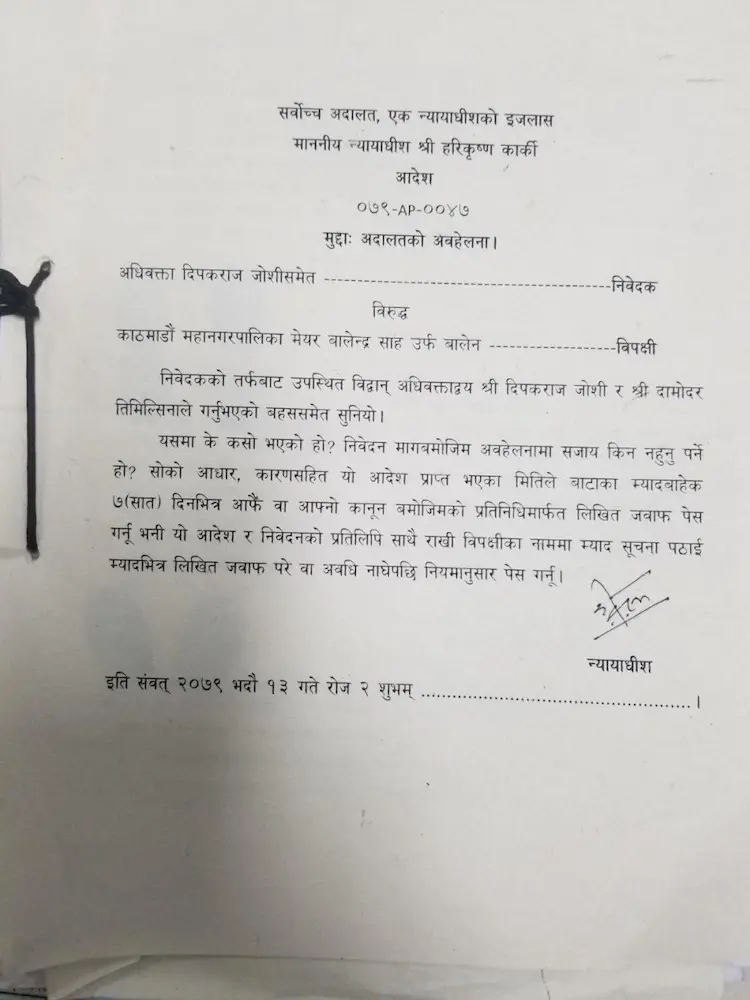 सर्वोच्च अदालत, एक न्यायाधीशको इजलास
माननीय न्यायाधीश श्री हरिकृष्ण कार्की
आदेश
०७९-AP-००४७
मुद्दाः अदालतको अवहेलना।
अधिवक्ता दिपकराज जोशीसमेत ------------------------------------------निवेदक
विरुद्ध
काठमाडौं महानगरपालिका मेयर बालेन्द्र साह उर्फ बालेन ------------------विपक्षी
निवेदकको तर्फबाट उपस्थित विद्वान् अधिवक्ताद्वय श्री दिपकराज जोशी र श्री दामोदर
तिमिल्सिनाले गर्नुभएको बहससमेत सुनियो।
यसमा के कसो भएको हो? निवेदन मागबमोजिम अवहेलनामा सजाय किन नहुनु पर्ने
हो? सोको आधार, कारणसहित यो आदेश प्राप्त भएका मितिले बाटाका म्यादबाहेक
७(सात) दिनभित्र आफैं वा आफ्नो कानून बमोजिमको प्रतिनिधिमार्फत लिखित जवाफ पेस
गर्नू भनी यो आदेश र निवेदनको प्रतिलिपि साथै राखी विपक्षीका नाममा म्याद सूचना पठाई
म्यादभित्र लिखित जवाफ परे वा अवधि नाघेपछि नियमानुसार पेस गर्नू।
न्यायाधीश
इति संवत् २०७९ भदौ १३ गते रोज २ शुभम् ..................................................।